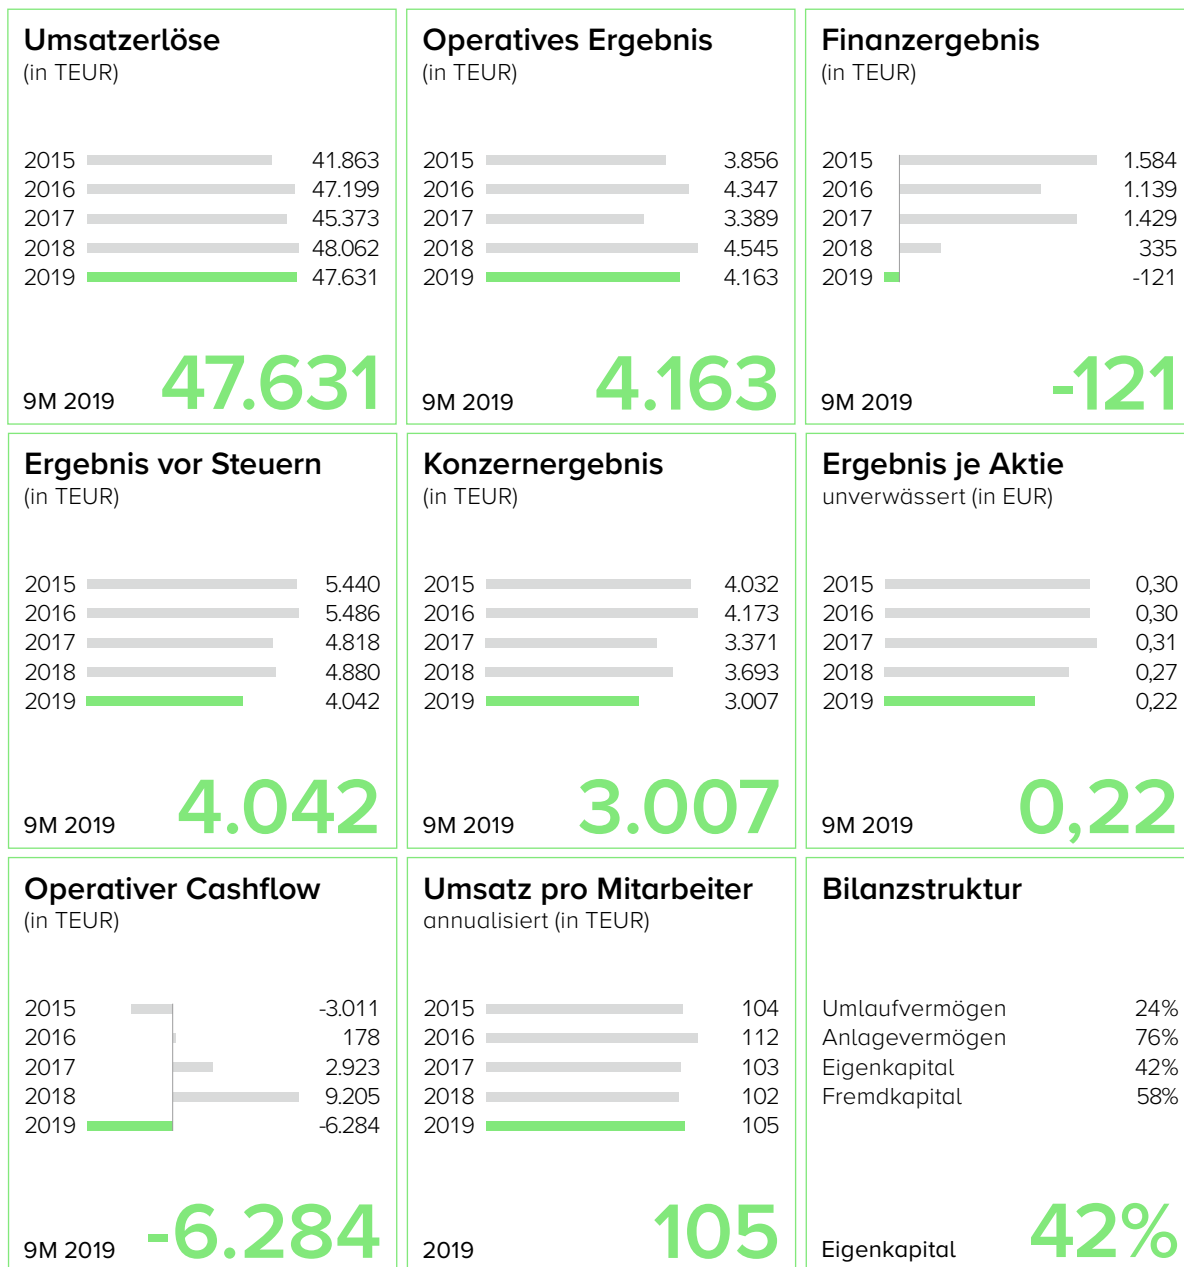 Umsatzerlöse
(in TEUR)
2015 41.863
2016 47.199
2017 45.373
2018 48.062
2019 47.631
9M 2019 47.631
Operatives Ergebnis
(in TEUR)
2015 3.856
2016 4.347
2017 3.389
2018 4.545
2019 4.163
9M 2019 4.163
Finanzergebnis
(in TEUR)
2015 1.584
2016 1.139
2017 1.429
2018 335
2019 -121
9M 2019 -121
Ergebnis vor Steuern
(in TEUR)
2015 5.440
2016 5.486
2017 4.818
2018 4.880
2019 4.042
9M 2019 4.042
Konzernergebnis
(in TEUR)
2015 4.032
2016 4.173
2017 3.371
2018 3.693
2019 3.007
9M 2019 3.007
Ergebnis je Aktie
unverwässert (in EUR)
2015 0,30
2016 0,30
2017 0,31
2018 0,27
2019 0,22
9M 2019 0,22
Operativer Cashflow
(in TEUR)
2015 -3.011
2016 178
2017 2.923
2018 9.205
2019 -6.284
9M 2019 -6.284
Umsatz pro Mitarbeiter
annualisiert (in TEUR)
2015 104
2016 112
2017 103
2018 102
2019 105
2019 105
Bilanzstruktur
Umlaufvermögen 24%
Anlagevermögen 76%
Eigenkapital 42%
Fremdkapital 58%
Eigenkapital 42%